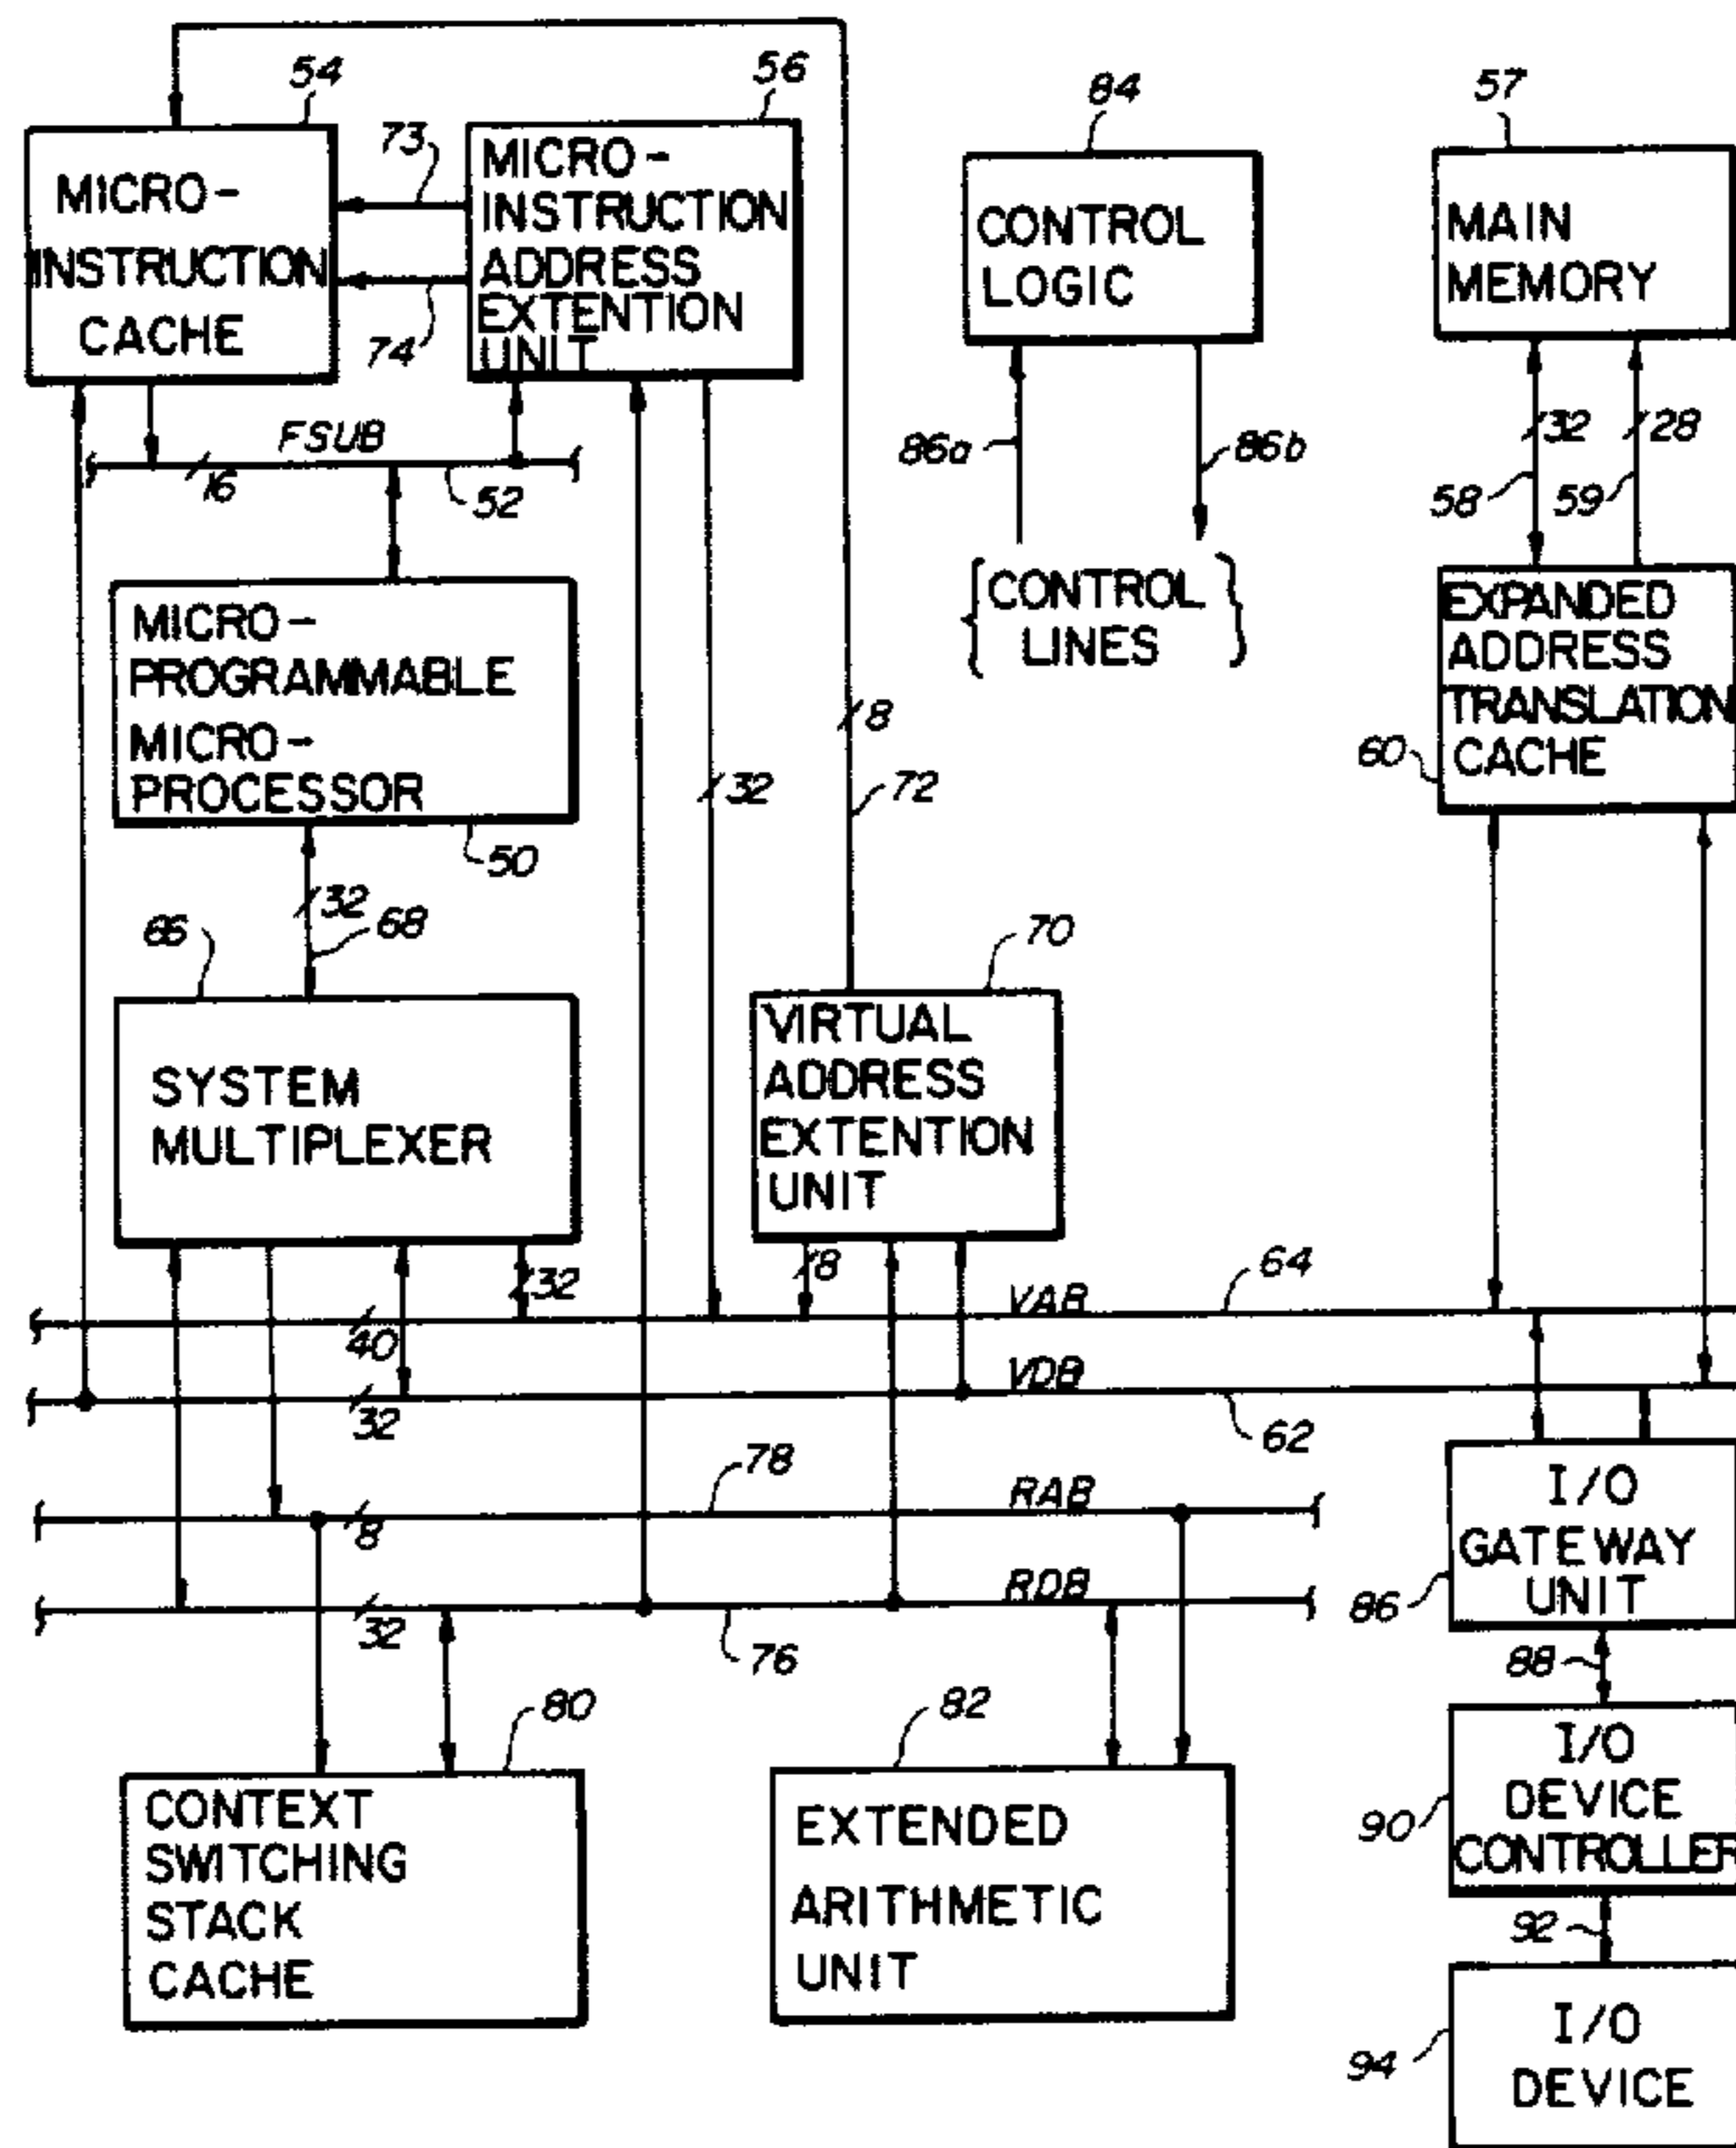 54
56
84
57
MICRO-
INSTRUCTION
CACHE
73
74
MICRO-
INSTRUCTION
ADDRESS
EXTENTION
UNIT
CONTROL
LOGIC
MAIN
MEMORY
FSUB
16
52
86a
86b
32
28
58
59
{CONTROL
LINES}
MICRO-
PROGRAMMABLE
MICRO-
PROCESSOR
50
8
72
32
EXPANDED
ADDRESS
TRANSLATION
CACHE
60
32
68
66
70
SYSTEM
MULTIPLEXER
VIRTUAL
ADDRESS
EXTENTION
UNIT
32
8
VAB
64
40
VDB
62
32
78
RAB
8
RDB
32
76
I/O
GATEWAY
UNIT
86
88
80
82
CONTEXT
SWITCHING
STACK
CACHE
EXTENDED
ARITHMETIC
UNIT
I/O
DEVICE
CONTROLLER
90
92
I/O
DEVICE
94